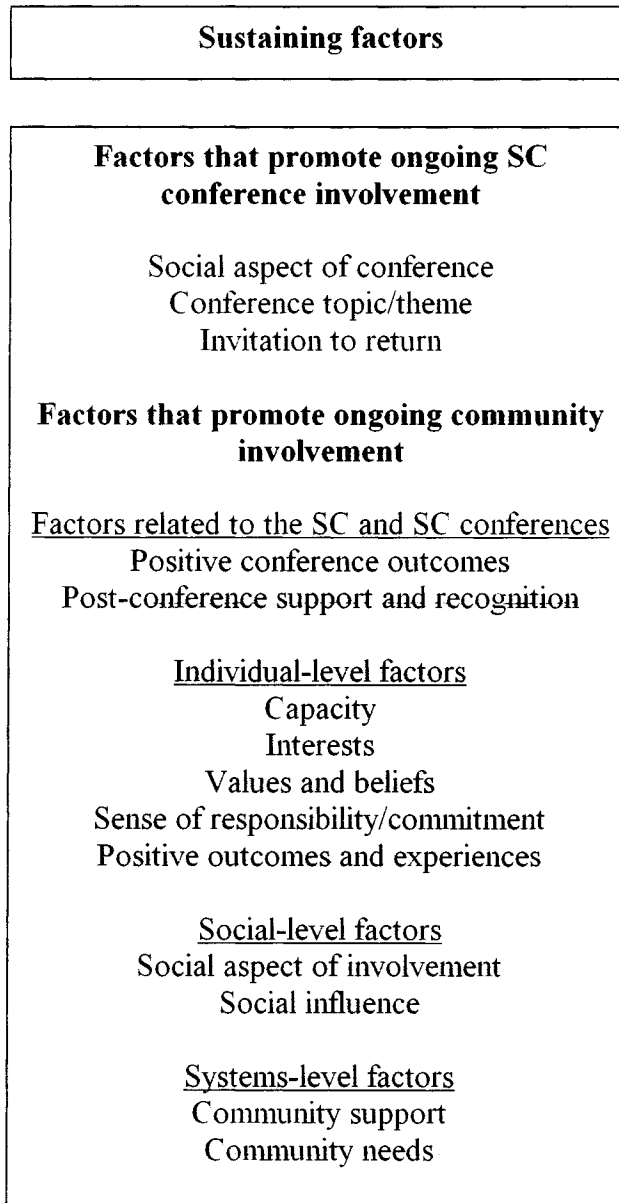 Sustaining factors
Factors that promote ongoing SC
conference involvement
Social aspect of conference
Conference topic/theme
Invitation to return
Factors that promote ongoing community
involvement
Factors related to the SC and SC conferences
Positive conference outcomes
Post-conference support and recognition
Individual-level factors
Capacity
Interests
Values and beliefs
Sense of responsibility/commitment
Positive outcomes and experiences
Social-level factors
Social aspect of involvement
Social influence
Systems-level factors
Community support
Community needs